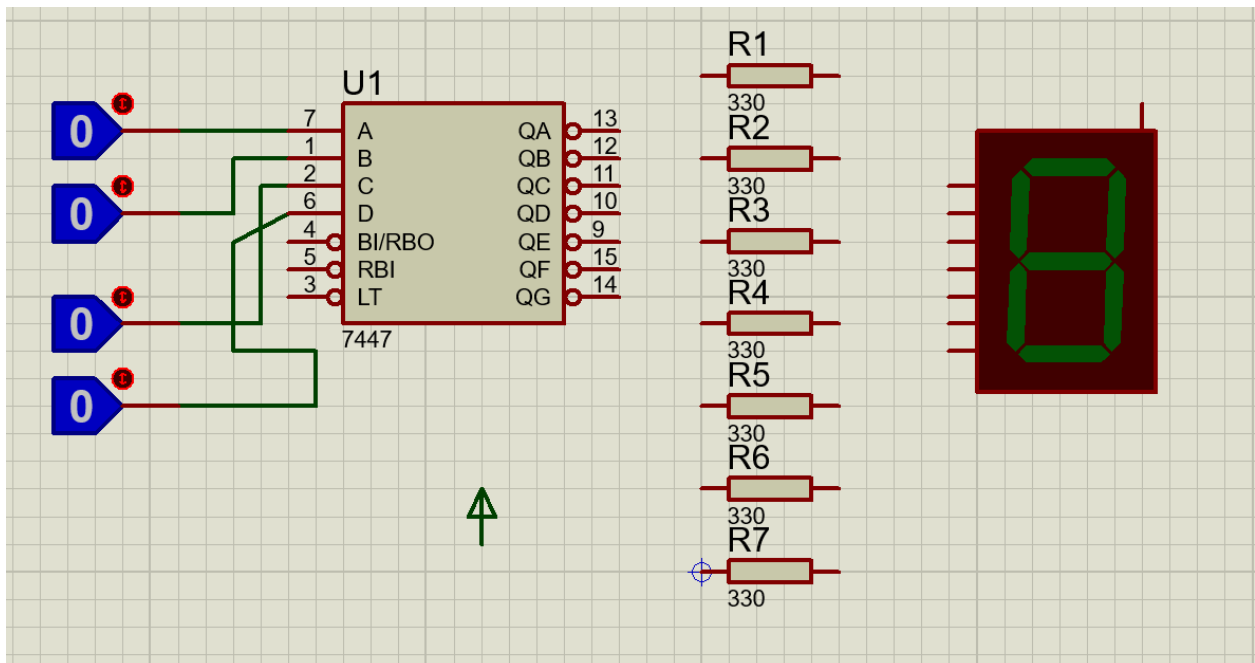 U1
0
0
0
0
7 A QA 13
1 B QB 12
2 C QC 11
6 D QD 10
4 BI/RBO QE 9
5 RBI QF 15
3 LT QG 14
7447
R1
330
R2
330
R3
330
R4
330
R5
330
R6
330
R7
330